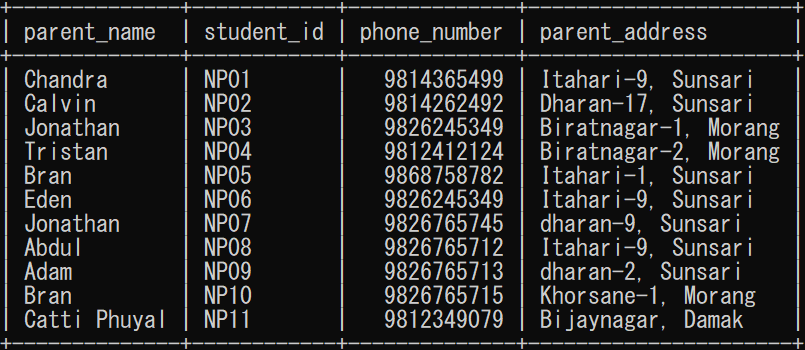 +--------------+------------+--------------+---------------------+
| parent_name | student_id | phone_number | parent_address |
+--------------+------------+--------------+---------------------+
| Chandra | NP01 | 9814365499 | Itahari-9, Sunsari |
| Calvin | NP02 | 9814262492 | Dharan-17, Sunsari |
| Jonathan | NP03 | 9826245349 | Biratnagar-1, Morang |
| Tristan | NP04 | 9812412124 | Biratnagar-2, Morang |
| Bran | NP05 | 9868758782 | Itahari-1, Sunsari |
| Eden | NP06 | 9826245349 | Itahari-9, Sunsari |
| Jonathan | NP07 | 9826765745 | dharan-9, Sunsari |
| Abdul | NP08 | 9826765712 | Itahari-9, Sunsari |
| Adam | NP09 | 9826765713 | dharan-2, Sunsari |
| Bran | NP10 | 9826765715 | Khorsane-1, Morang |
| Catti Phuyal | NP11 | 9812349079 | Bijaynagar, Damak |
+--------------+------------+--------------+---------------------+